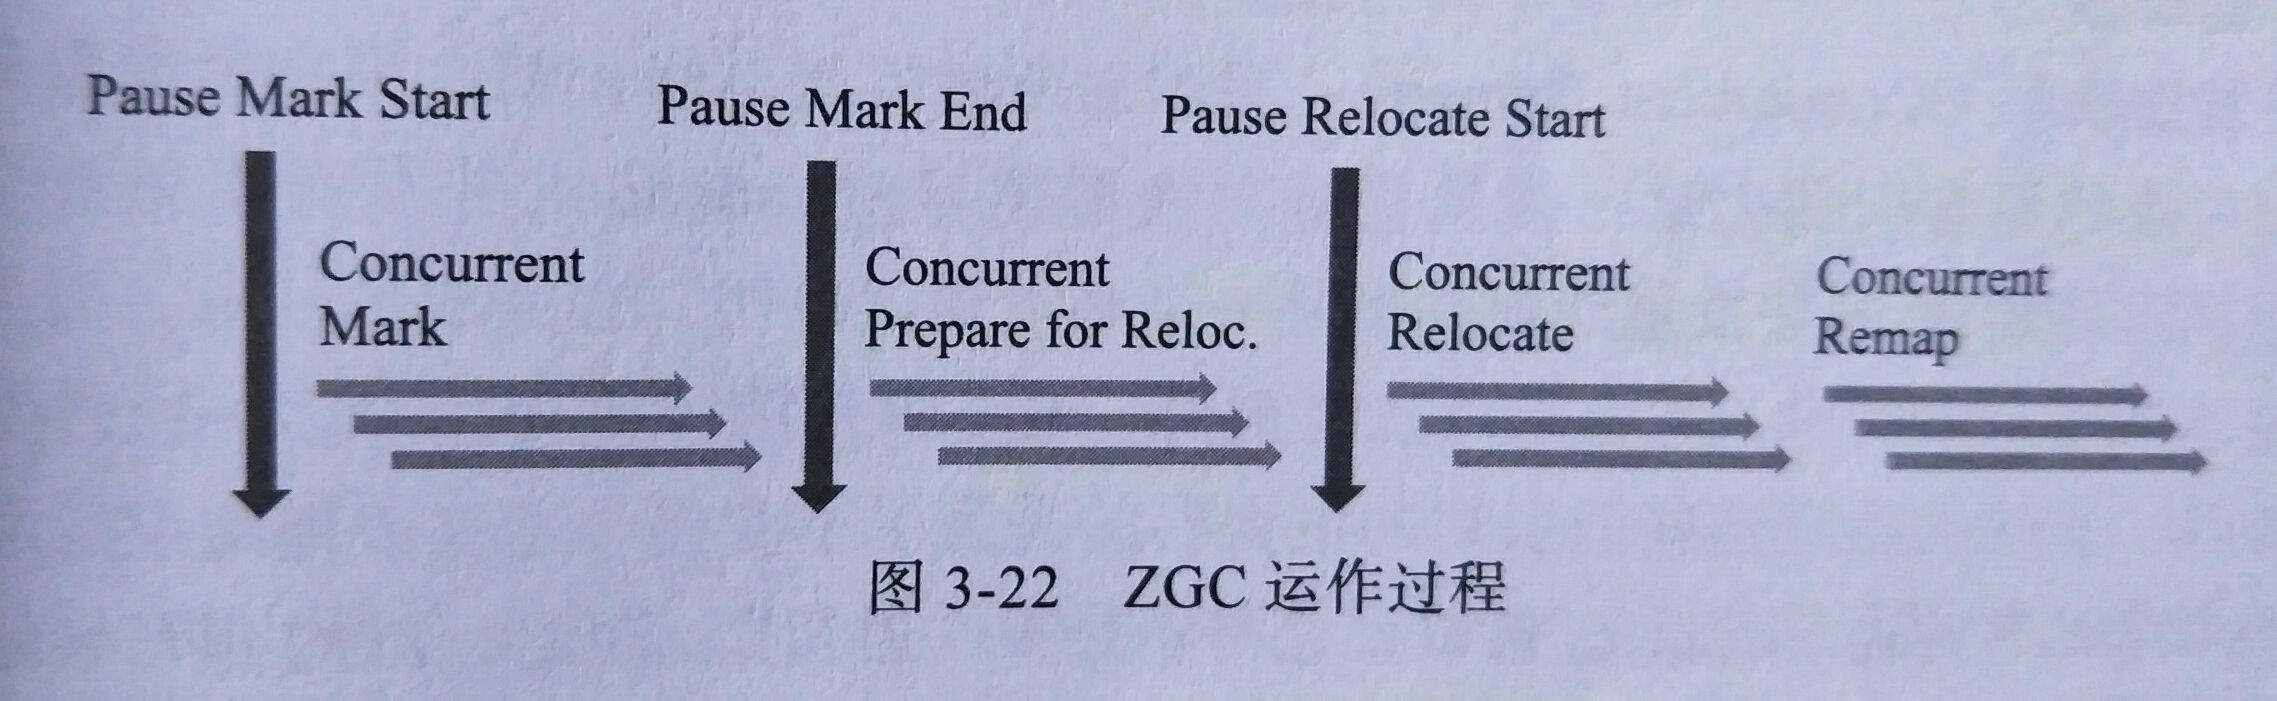 Pause Mark Start
Pause Mark End
Pause Relocate Start
Concurrent
Mark
Concurrent
Prepare for Reloc.
Concurrent
Relocate
Concurrent
Remap
图 3-22 ZGC 运作过程